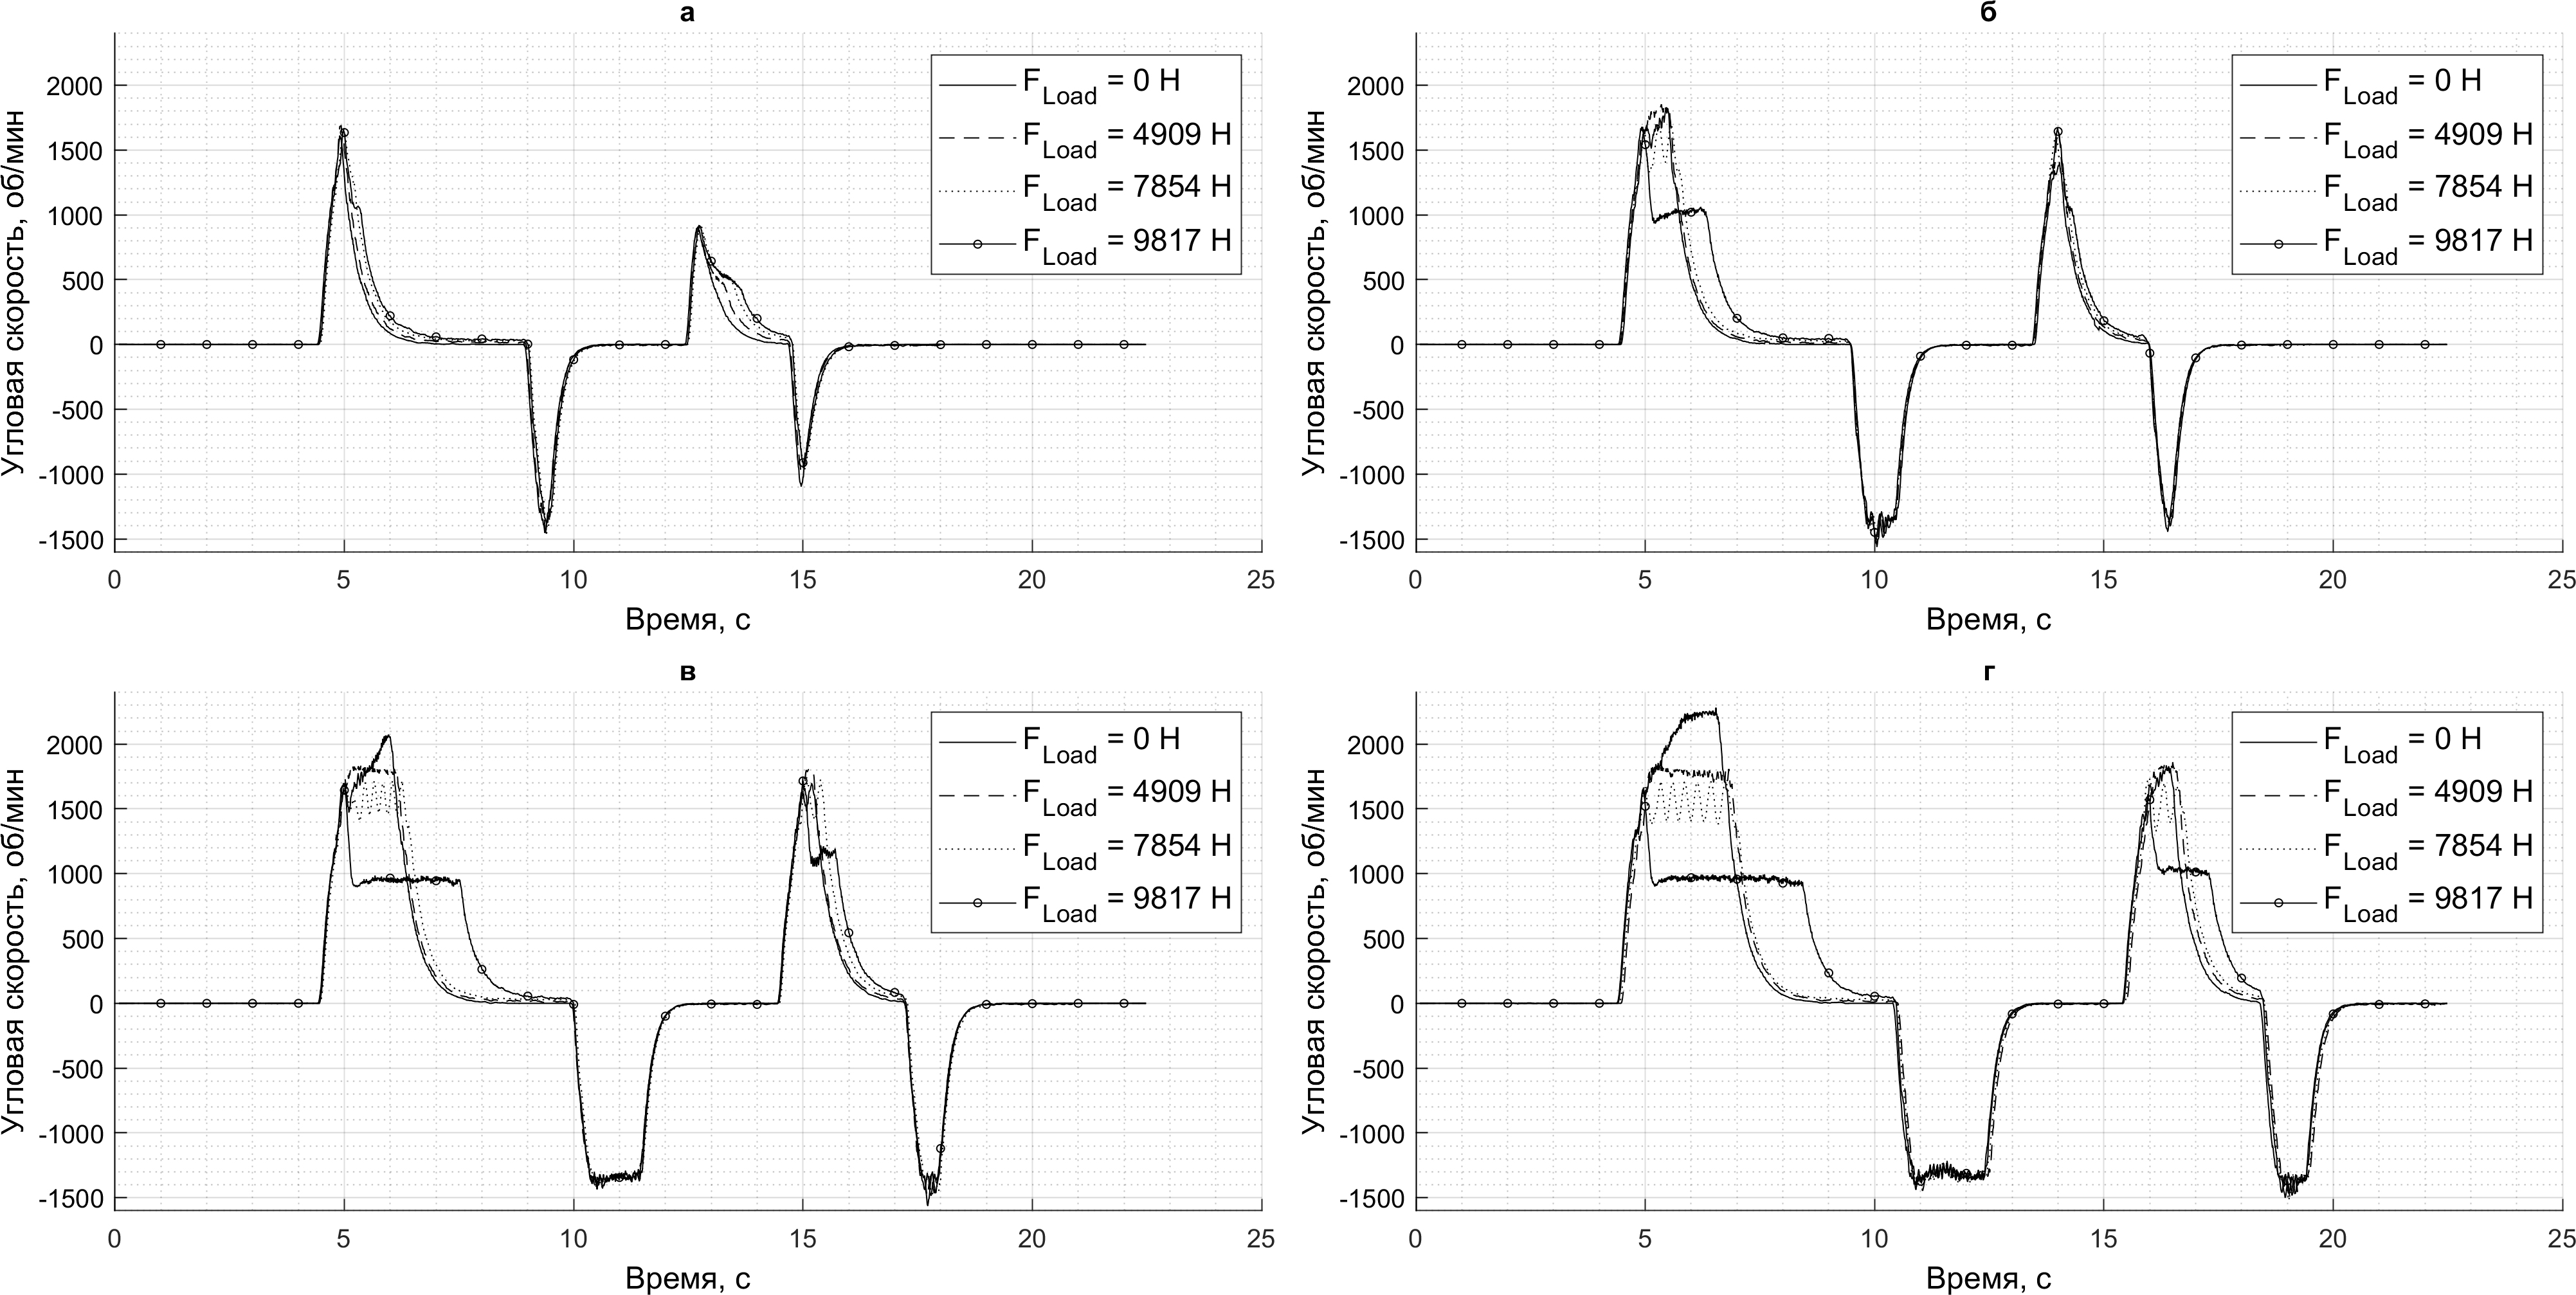 а
2000
1500
1000
500
0
-500
-1000
-1500
0 5 10 15 20 25
Угловая скорость, об/мин
Время, с
F_Load = 0 Н
F_Load = 4909 Н
F_Load = 7854 Н
F_Load = 9817 Н
б
2000
1500
1000
500
0
-500
-1000
-1500
0 5 10 15 20 25
Угловая скорость, об/мин
Время, с
F_Load = 0 Н
F_Load = 4909 Н
F_Load = 7854 Н
F_Load = 9817 Н
в
2000
1500
1000
500
0
-500
-1000
-1500
0 5 10 15 20 25
Угловая скорость, об/мин
Время, с
F_Load = 0 Н
F_Load = 4909 Н
F_Load = 7854 Н
F_Load = 9817 Н
г
2000
1500
1000
500
0
-500
-1000
-1500
0 5 10 15 20 25
Угловая скорость, об/мин
Время, с
F_Load = 0 Н
F_Load = 4909 Н
F_Load = 7854 Н
F_Load = 9817 Н